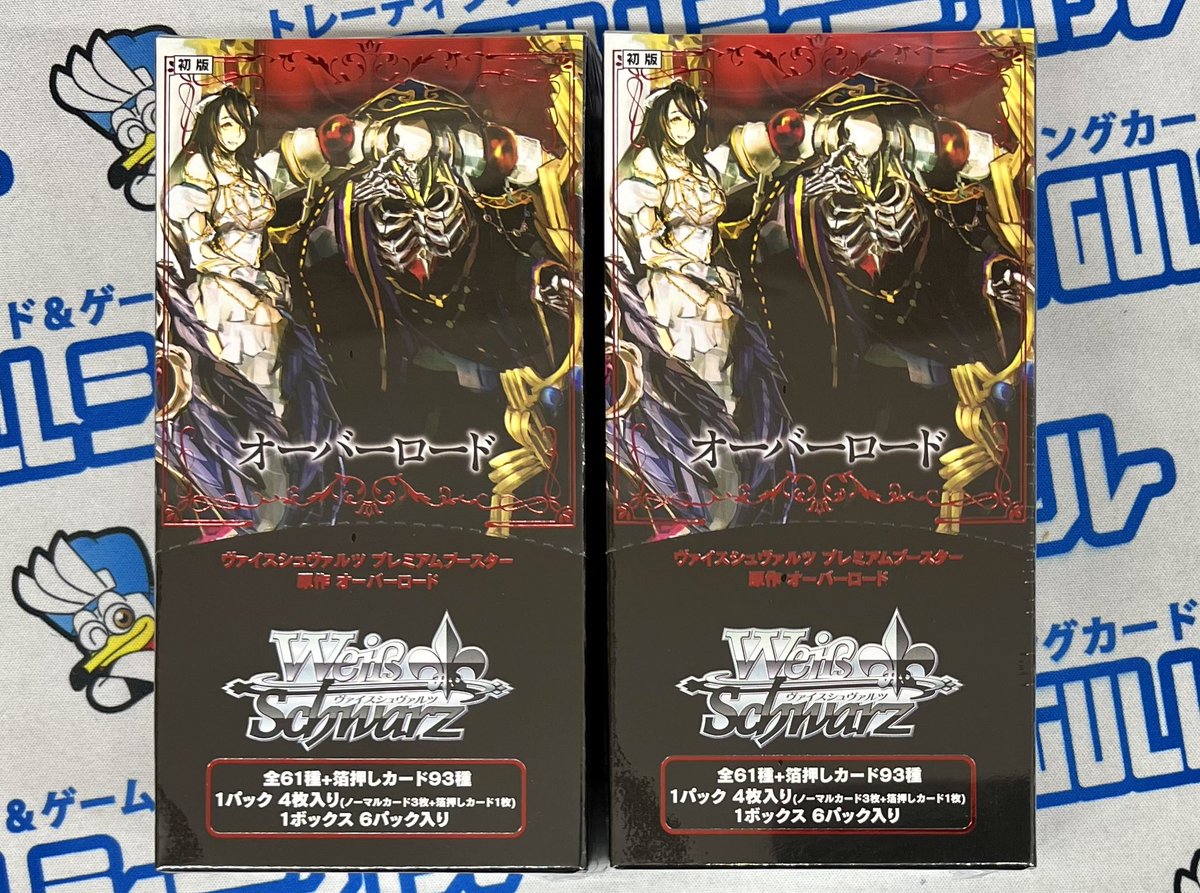 トレーディング
初版
オーバーロード
ヴァイスシュヴァルツ プレミアムブースター
原作 オーバーロード
Weiß
ヴァイスシュヴァルツ
Schwarz
全61種+箔押しカード93種
1パック 4枚入り(ノーマルカード3枚+箔押しカード1枚)
1ボックス 6パック入り
初版
オーバーロード
ヴァイスシュヴァルツ プレミアムブースター
原作 オーバーロード
Weiß
ヴァイスシュヴァルツ
Schwarz
全61種+箔押しカード93種
1パック 4枚入り(ノーマルカード3枚+箔押しカード1枚)
1ボックス 6パック入り
ングカード
GUL
ド&ゲーム
ングカード
GUL
&ゲーム